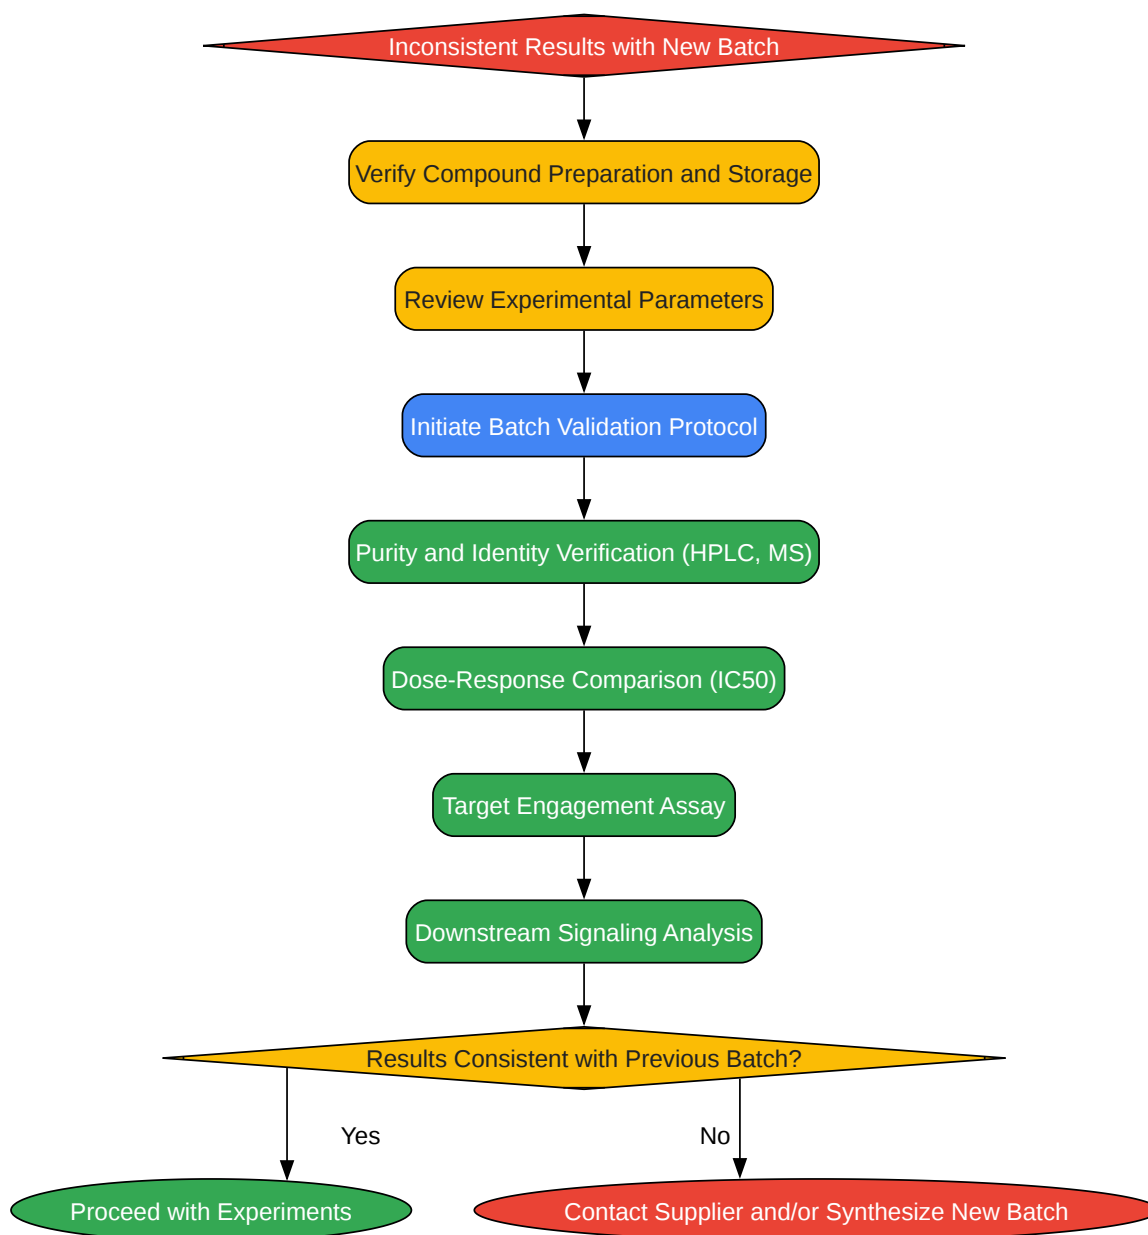 Inconsistent Results with New Batch
Verify Compound Preparation and Storage
Review Experimental Parameters
Initiate Batch Validation Protocol
Purity and Identity Verification (HPLC, MS)
Dose-Response Comparison (IC50)
Target Engagement Assay
Downstream Signaling Analysis
Results Consistent with Previous Batch?
Yes
No
Proceed with Experiments
Contact Supplier and/or Synthesize New Batch